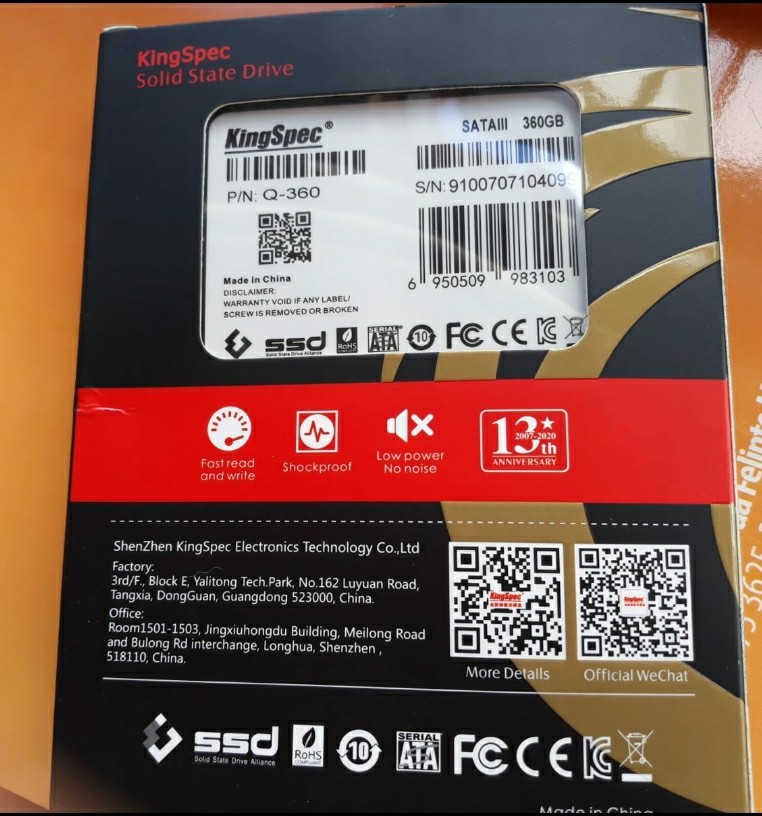 KingSpec
Solid State Drive
KingSpec®
SATAIII 360GB
P/N: Q-360
S/N: 9100707104099
Made in China
DISCLAIMER:
WARRANTY VOID IF ANY LABEL/
SCREW IS REMOVED OR BROKEN
6 950509 983103
ssd
Solid State Drive Alliance
RoHS
SERIAL
ATA
10
FC CE
Fast read
and write
Shockproof
Low power
No noise
13th
2007-2020
ANNIVERSARY
ShenZhen KingSpec Electronics Technology Co.,Ltd
Factory:
3rd/F., Block E, Yalitong Tech.Park, No.162 Luyuan Road,
Tangxia, DongGuan, Guangdong 523000, China.
Office:
Room1501-1503, Jingxiuhongdu Building, Meilong Road
and Bulong Rd interchange, Longhua, Shenzhen ,
518110, China.
KingSpec
KingSpec
More Details
Official WeChat
ssd
Solid State Drive Alliance
RoHS
COMPLIANT
10
SERIAL
ATA
FC CE
Made in China